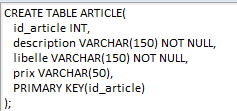 CREATE TABLE ARTICLE(
id_article INT,
description VARCHAR(150) NOT NULL,
libelle VARCHAR(150) NOT NULL,
prix VARCHAR(50),
PRIMARY KEY(id_article)
);